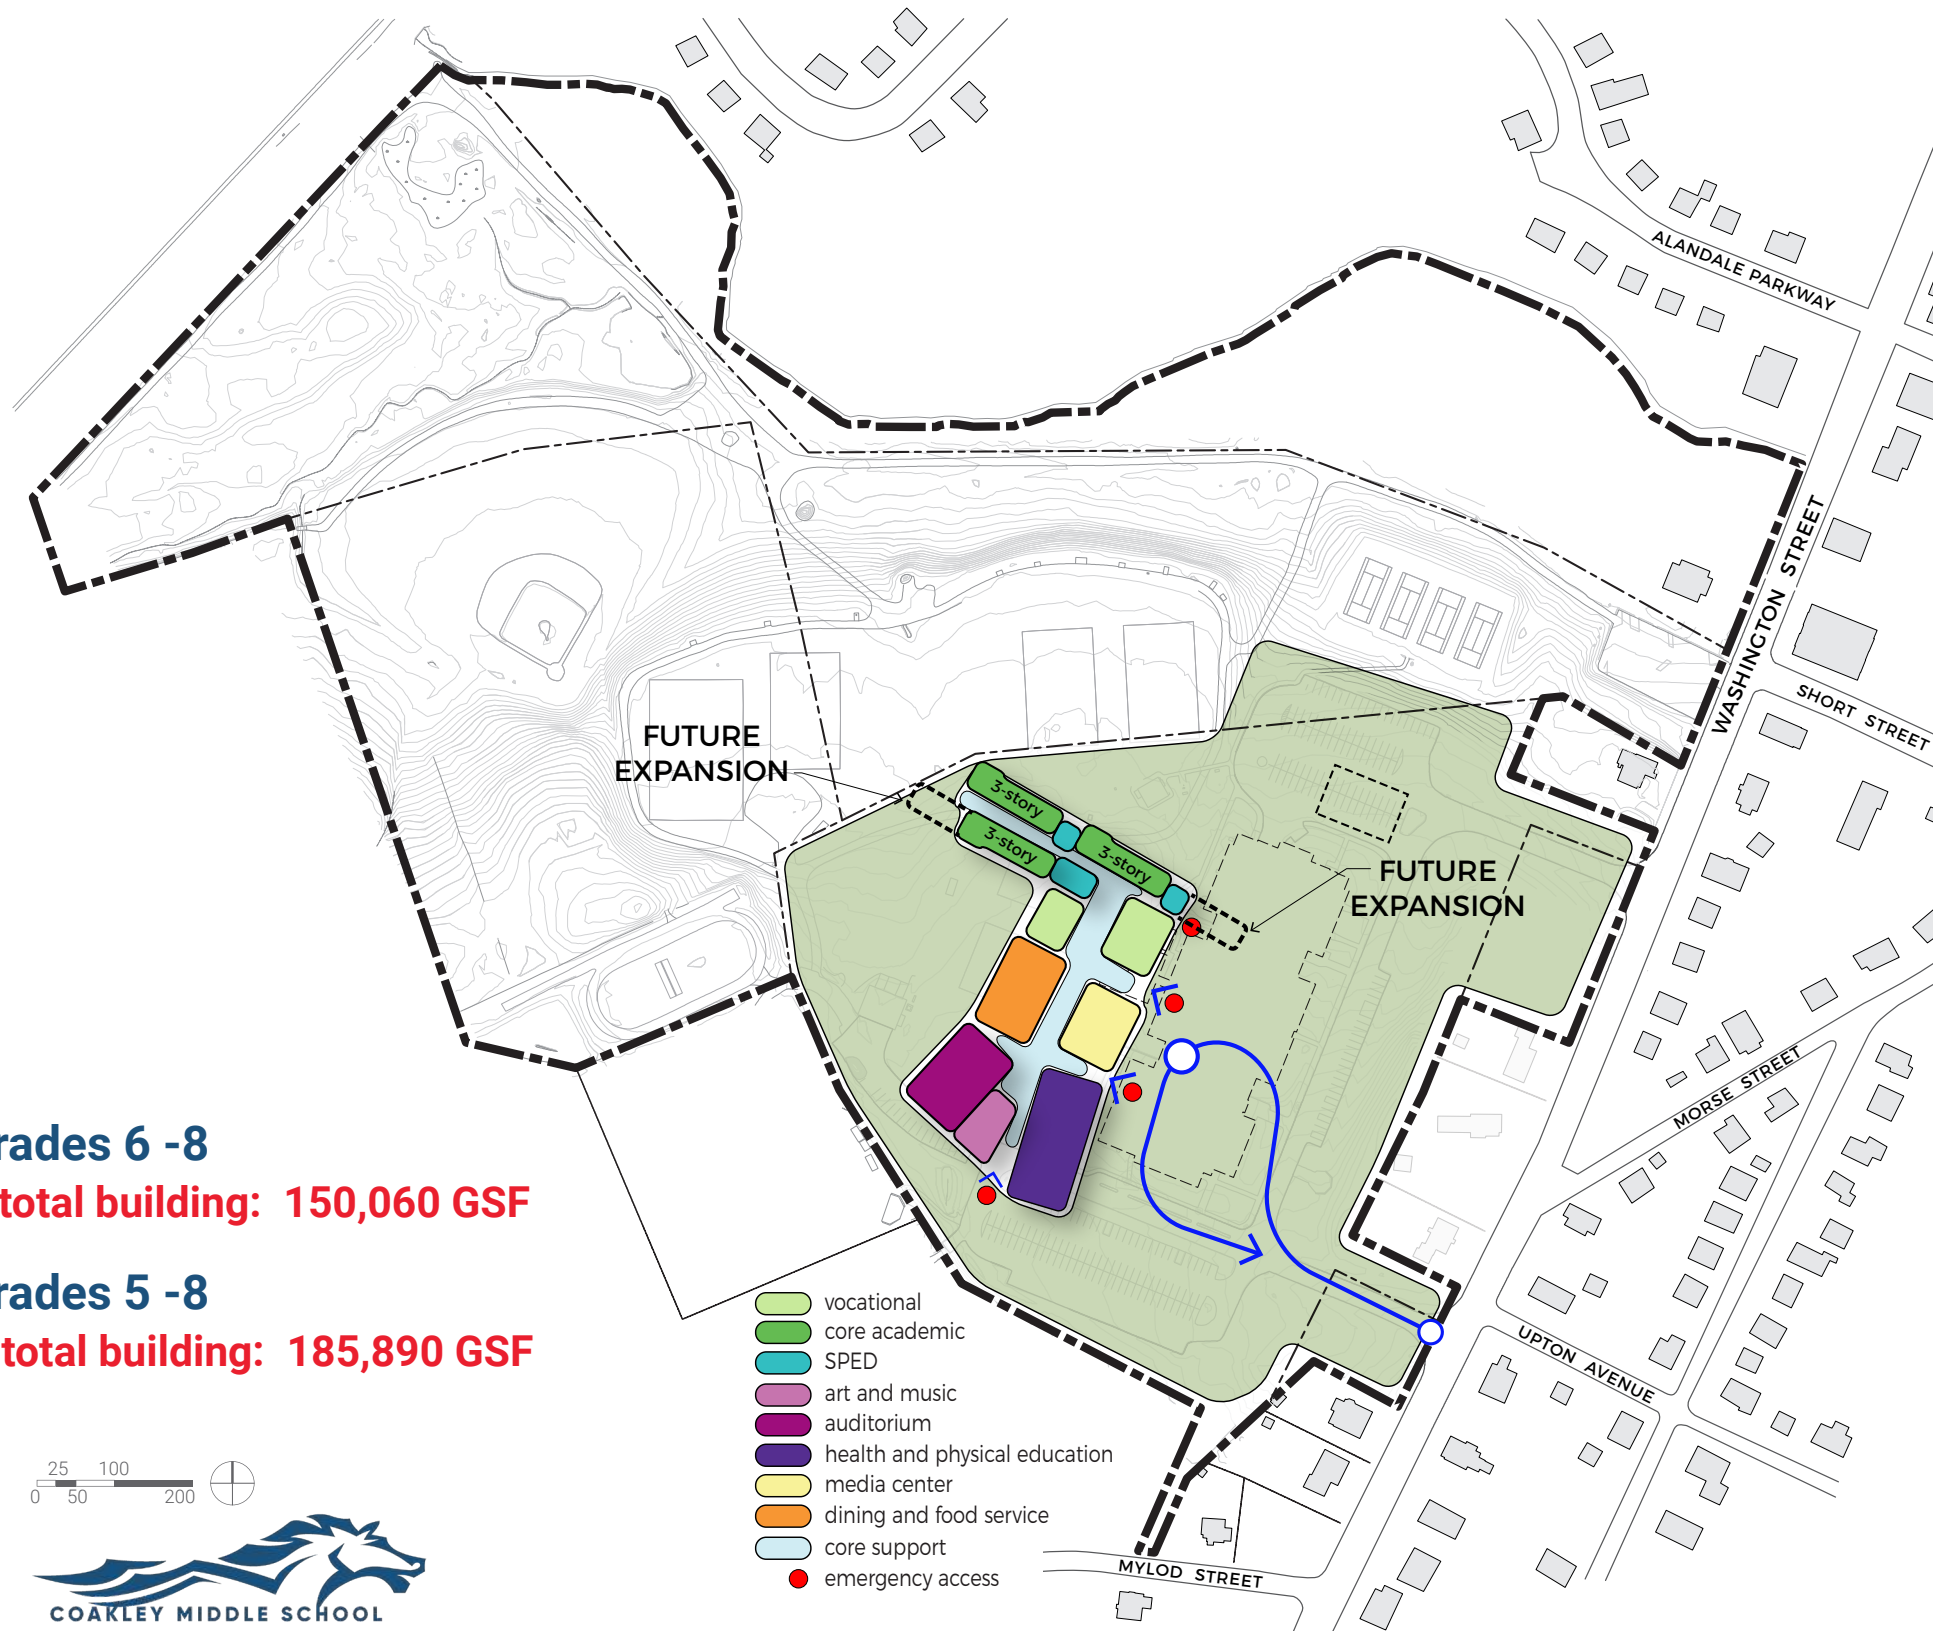 ALANDALE PARKWAY
WASHINGTON STREET
SHORT STREET
FUTURE
EXPANSION
3-story
3-story
3-story
FUTURE
EXPANSION
MORSE STREET
UPTON AVENUE
MYLOD STREET
rades 6 -8
total building: 150,060 GSF
rades 5 -8
total building: 185,890 GSF
vocational
core academic
SPED
art and music
auditorium
health and physical education
media center
dining and food service
core support
emergency access
25 100
0 50 200
COAKLEY MIDDLE SCHOOL